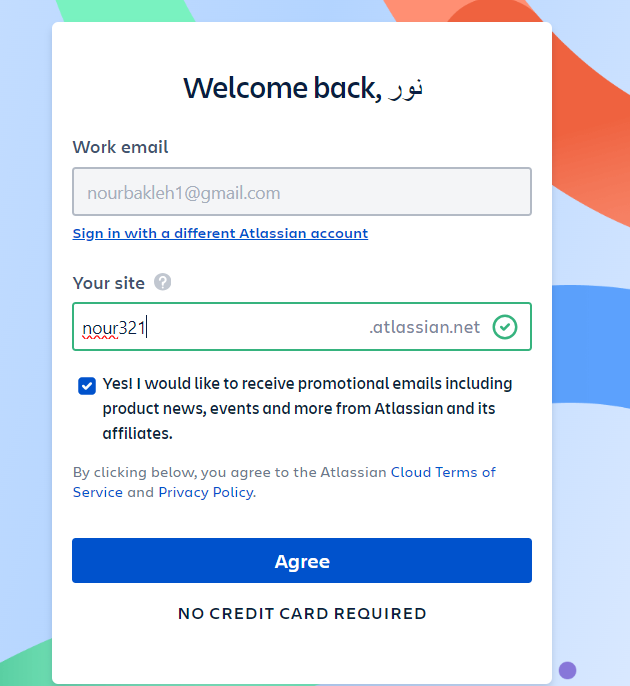 Welcome back, نور
Work email
nourbakleh1@gmail.com
Sign in with a different Atlassian account
Your site ?
nour321 .atlassian.net
Yes! I would like to receive promotional emails including
product news, events and more from Atlassian and its
affiliates.
By clicking below, you agree to the Atlassian Cloud Terms of
Service and Privacy Policy.
Agree
NO CREDIT CARD REQUIRED